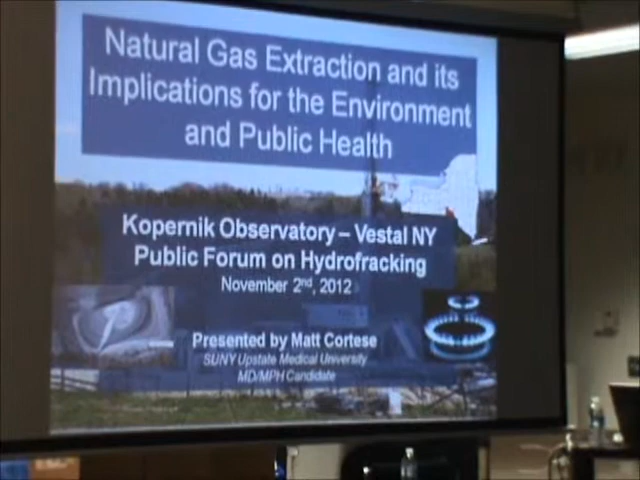 Natural Gas Extraction and its
Implications for the Environment
and Public Health
Kopernik Observatory – Vestal NY
Public Forum on Hydrofracking
November 2nd, 2012
Presented by Matt Cortese
SUNY Upstate Medical University
MD/MPH Candidate